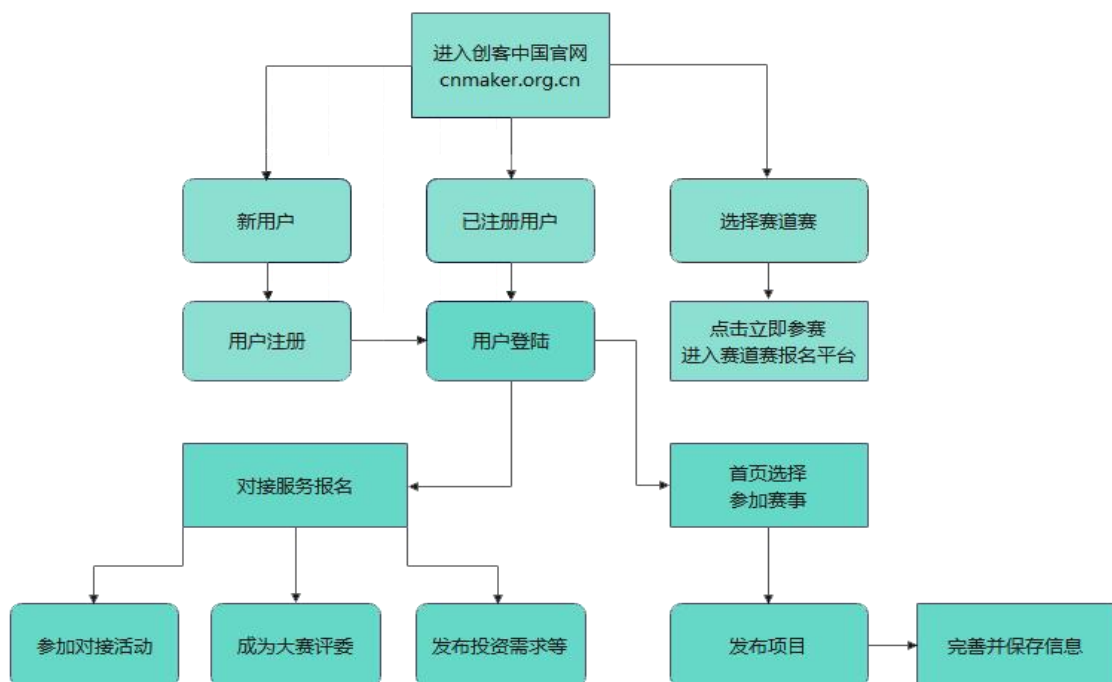 进入创客中国官网
cnmaker.org.cn
新用户
已注册用户
选择赛道赛
用户注册
用户登陆
点击立即参赛
进入赛道赛报名平台
对接服务报名
首页选择
参加赛事
参加对接活动
成为大赛评委
发布投资需求等
发布项目
完善并保存信息